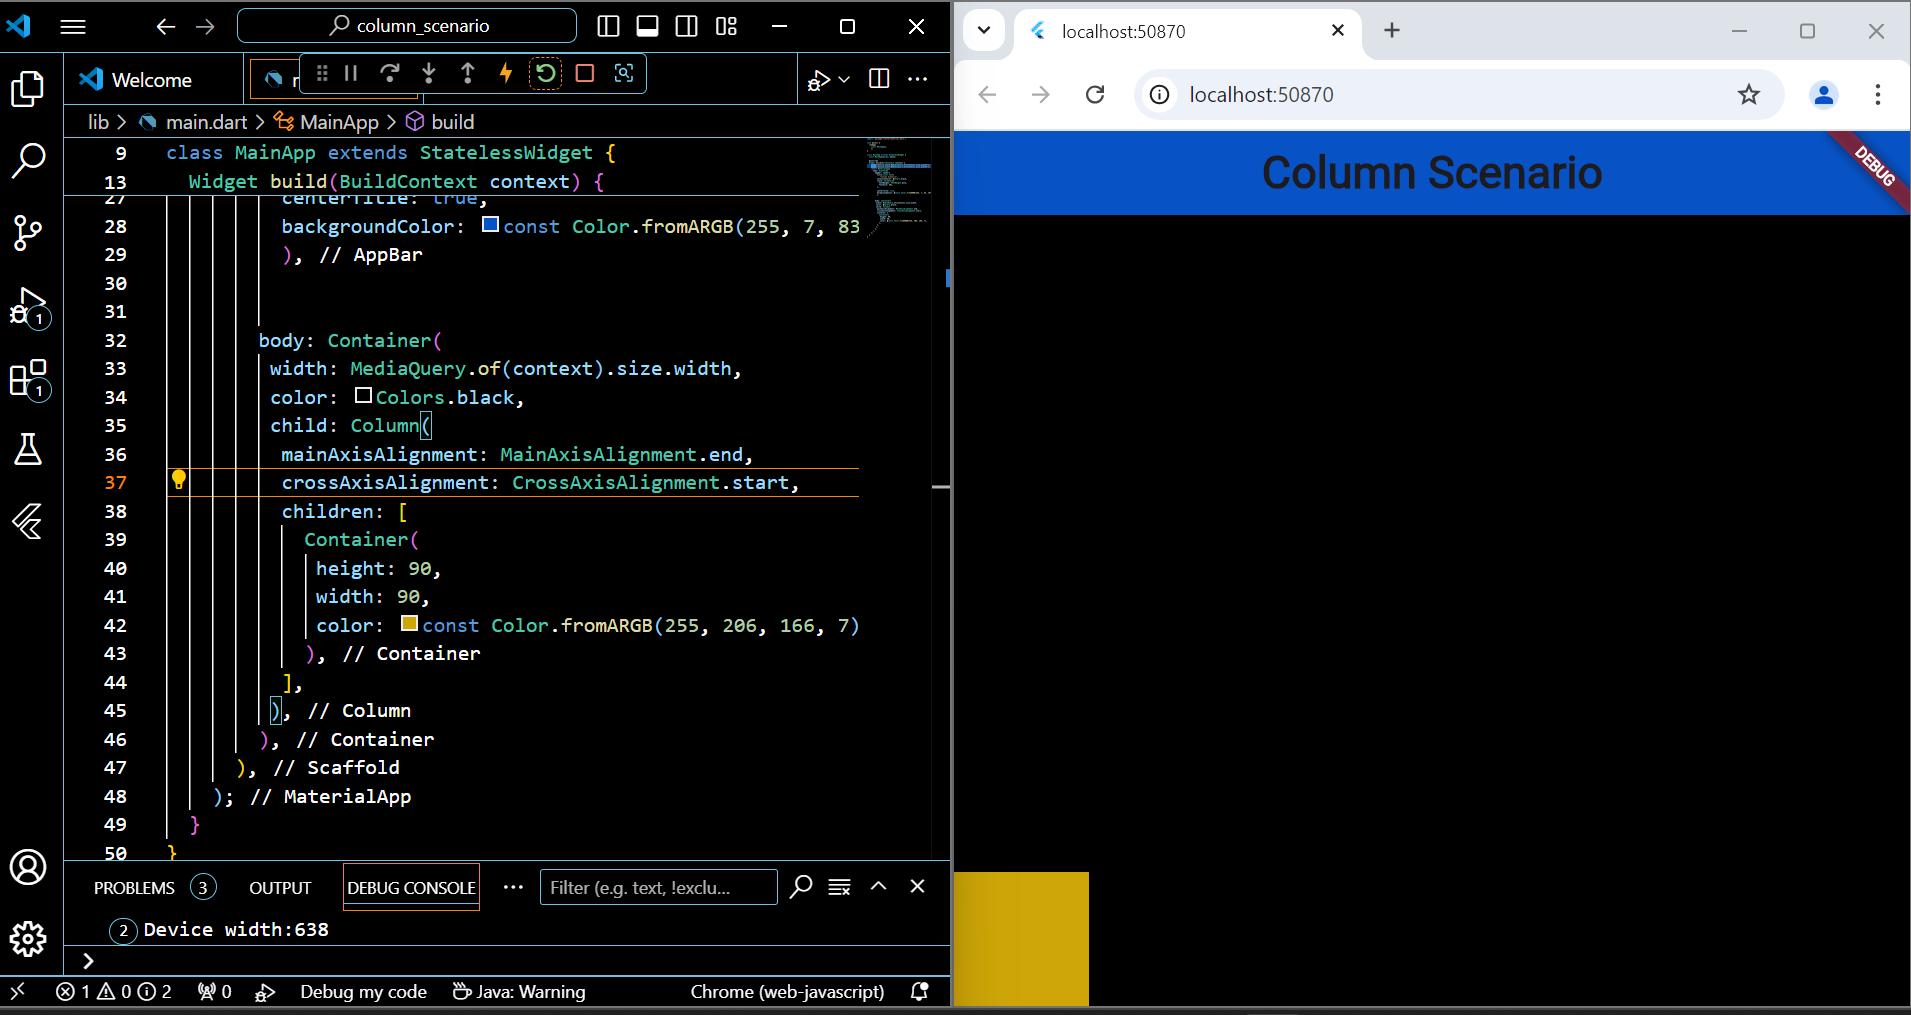 column_scenario
Welcome
lib > main.dart > MainApp > build
9 class MainApp extends StatelessWidget {
13 Widget build(BuildContext context) {
27 centerTitle: true,
28 backgroundColor: const Color.fromARGB(255, 7, 83
29 ), // AppBar
30
31
32 body: Container(
33 width: MediaQuery.of(context).size.width,
34 color: Colors.black,
35 child: Column(
36 mainAxisAlignment: MainAxisAlignment.end,
37 crossAxisAlignment: CrossAxisAlignment.start,
38 children: [
39 Container(
40 height: 90,
41 width: 90,
42 color: const Color.fromARGB(255, 206, 166, 7)
43 ), // Container
44 ],
45 ), // Column
46 ), // Container
47 ), // Scaffold
48 ); // MaterialApp
49 }
50 }
1
1
PROBLEMS 3 OUTPUT DEBUG CONSOLE ··· Filter (e.g. text, !exclu...
2 Device width:638
>
1 0 2 0 Debug my code Java: Warning Chrome (web-javascript)
localhost:50870
localhost:50870
Column Scenario
DEBUG